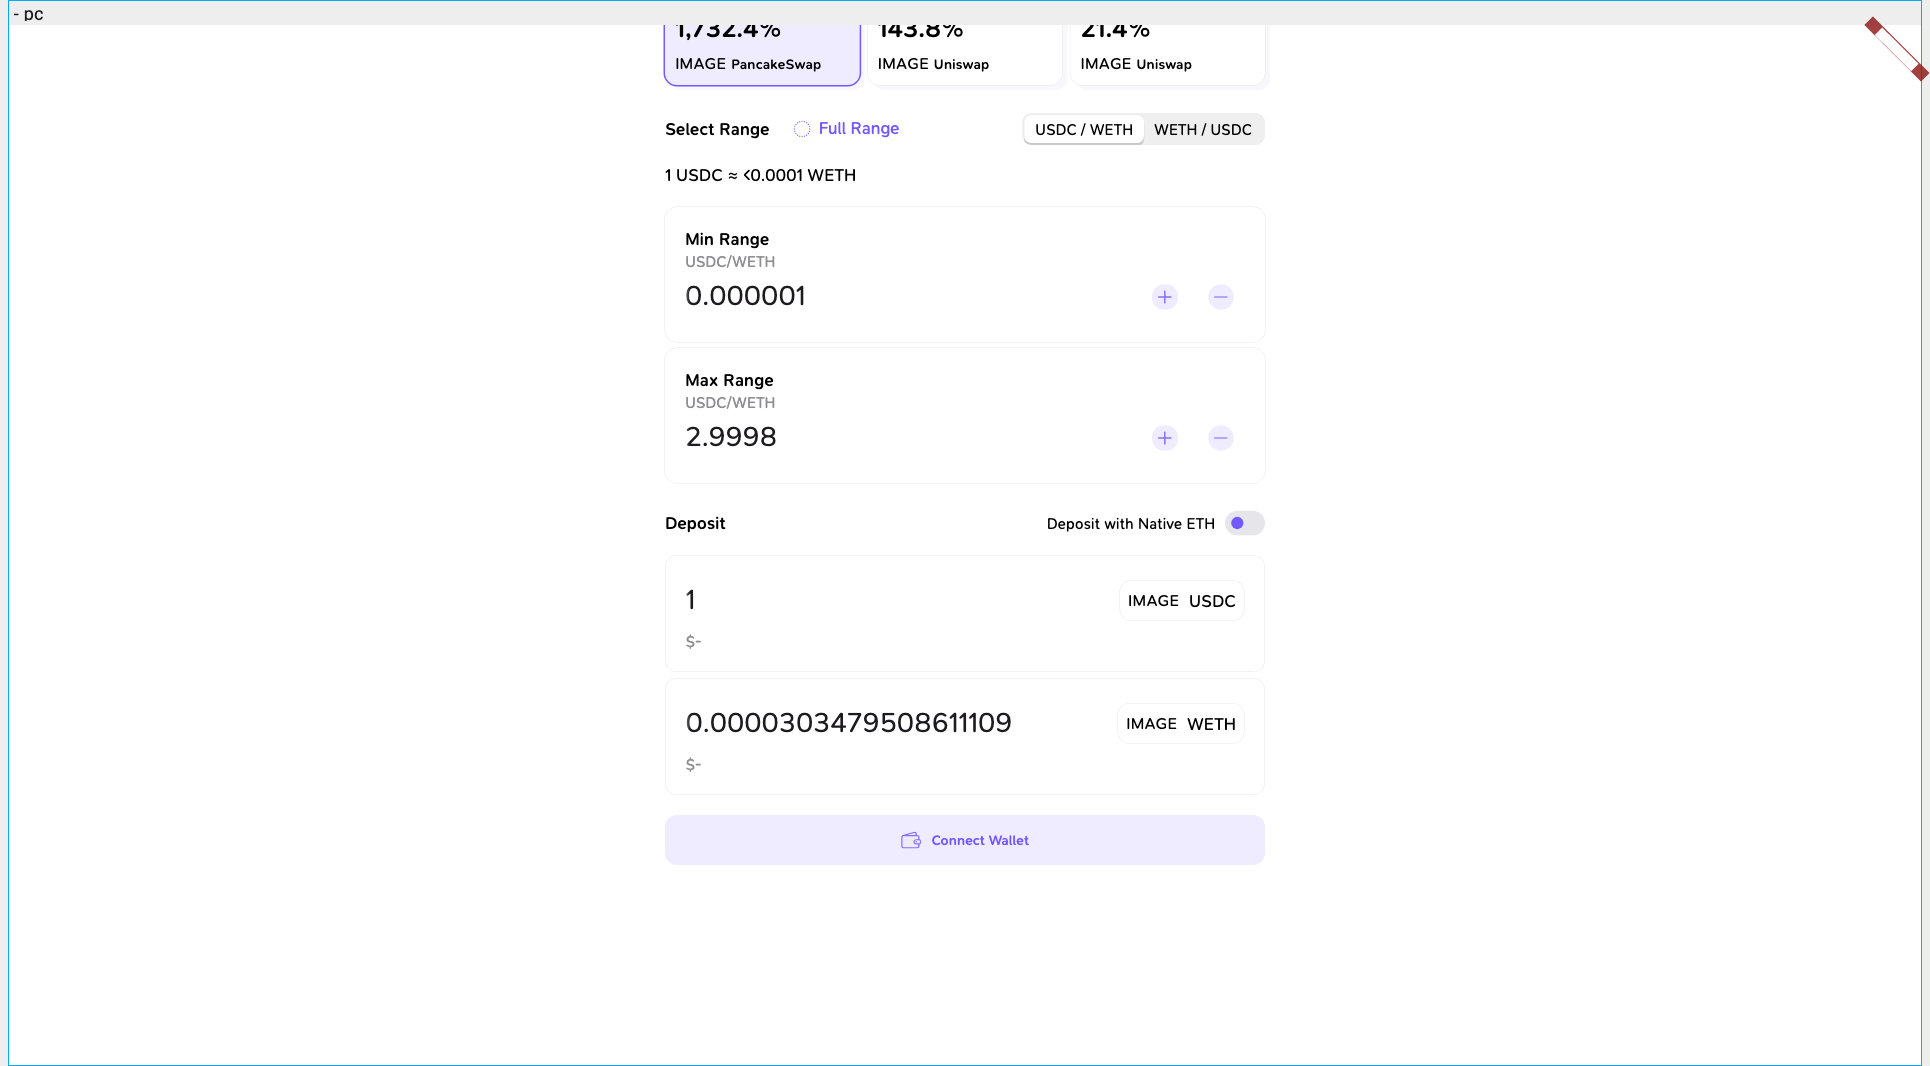 - pc
1,732.4% 143.8% 21.4%
IMAGE PancakeSwap IMAGE Uniswap IMAGE Uniswap
Select Range Full Range USDC / WETH WETH / USDC
1 USDC ≈ <0.0001 WETH
Min Range
USDC/WETH
0.000001
Max Range
USDC/WETH
2.9998
Deposit Deposit with Native ETH
1 IMAGE USDC
$-
0.0000303479508611109 IMAGE WETH
$-
Connect Wallet